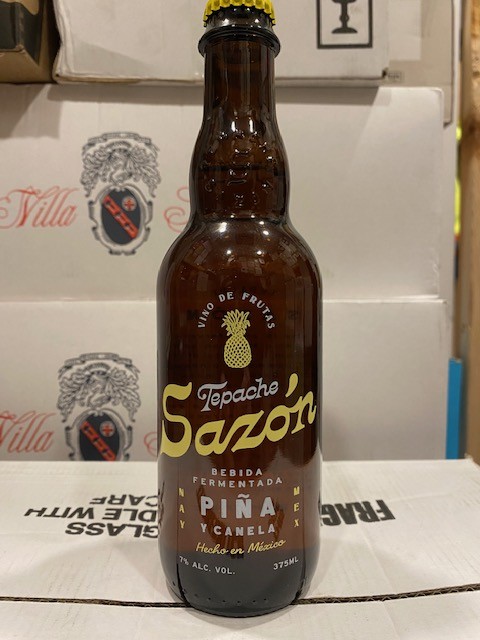 VINO DE FRUTAS
Tepache
Sazón
BEBIDA
FERMENTADA
NAY
PIÑA
MEX
Y CANELA
Hecho en México
7% ALC. VOL.
375ML
Villa
Villa
FRAG
GLASS
DLE WITH
CARE